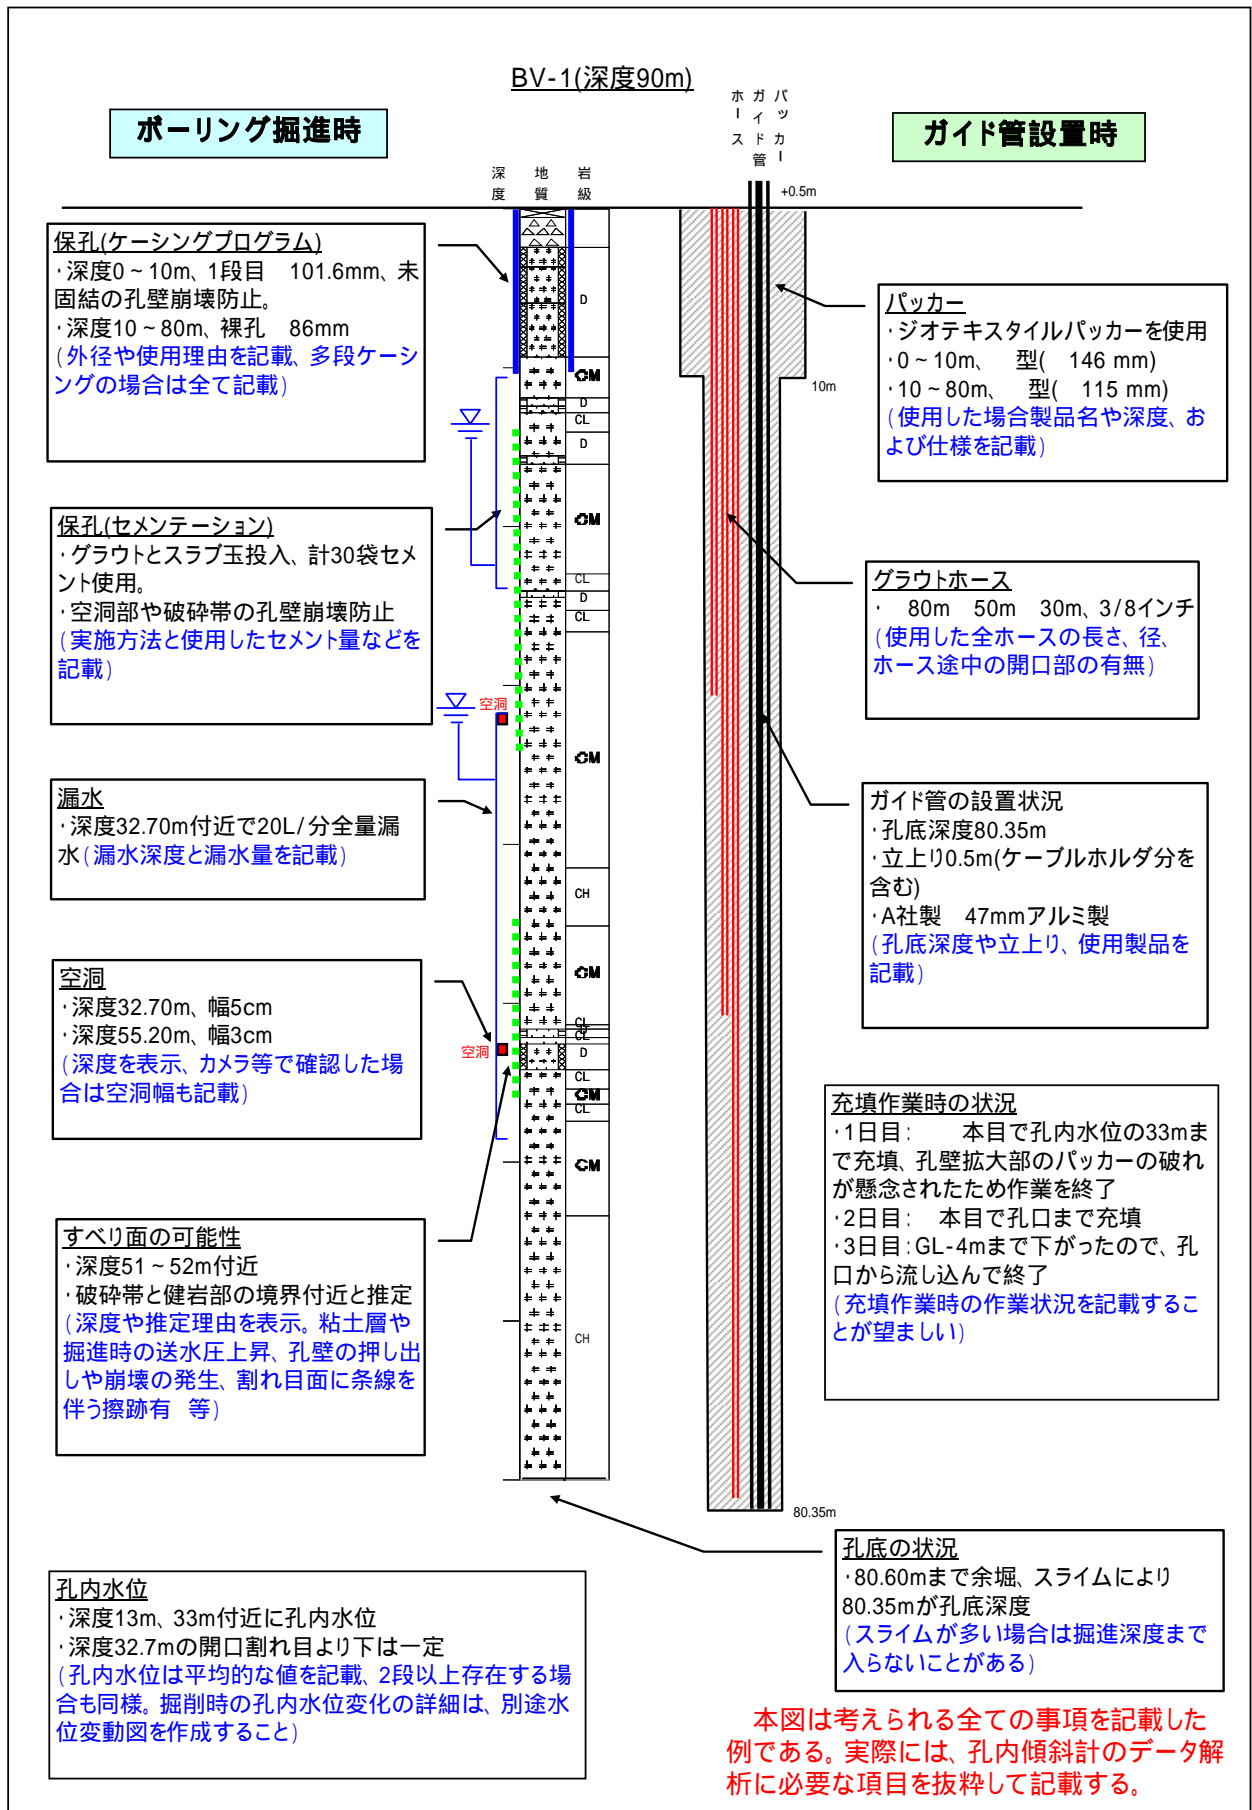 BV-1(深度90m)
ボーリング掘進時
ホース
ガイド管
パッカー
ガイド管設置時
深度
地質
岩級
+0.5m
保孔(ケーシングプログラム)
・深度0～10m、1段目　101.6mm、未
固結の孔壁崩壊防止。
・深度10～80m、裸孔　86mm
(外径や使用理由を記載、多段ケーシ
ングの場合は全て記載)
保孔(セメンテーション)
・グラウトとスラブ玉投入、計30袋セメ
ント使用。
・空洞部や破砕帯の孔壁崩壊防止
(実施方法と使用したセメント量などを
記載)
漏水
・深度32.70m付近で20L/分全量漏
水(漏水深度と漏水量を記載)
空洞
・深度32.70m、幅5cm
・深度55.20m、幅3cm
(深度を表示、カメラ等で確認した場
合は空洞幅も記載)
すべり面の可能性
・深度51～52m付近
・破砕帯と健岩部の境界付近と推定
(深度や推定理由を表示。粘土層や
掘進時の送水圧上昇、孔壁の押し出
しや崩壊の発生、割れ目面に条線を
伴う擦跡有　等)
孔内水位
・深度13m、33m付近に孔内水位
・深度32.7mの開口割れ目より下は一定
(孔内水位は平均的な値を記載、2段以上存在する場
合も同様。掘削時の孔内水位変化の詳細は、別途水
位変動図を作成すること)
空洞
空洞
D
CM
D
CL
D
CM
CL
D
CL
CM
CH
CM
CL
D
CL
D
CL
CM
CL
CM
CH
10m
80.35m
パッカー
・ジオテキスタイルパッカーを使用
・0～10m、　型(　146 mm)
・10～80m、　型(　115 mm)
(使用した場合製品名や深度、お
よび仕様を記載)
グラウトホース
・　80m　50m　30m、3/8インチ
(使用した全ホースの長さ、径、
ホース途中の開口部の有無)
ガイド管の設置状況
・孔底深度80.35m
・立上り0.5m(ケーブルホルダ分を
含む)
・A社製　47mmアルミ製
(孔底深度や立上り、使用製品を
記載)
充填作業時の状況
・1日目：　　本目で孔内水位の33mま
で充填、孔壁拡大部のパッカーの破れ
が懸念されたため作業を終了
・2日目：　本目で孔口まで充填
・3日目：GL-4mまで下がったので、孔
口から流し込んで終了
(充填作業時の作業状況を記載するこ
とが望ましい)
孔底の状況
・80.60mまで余堀、スライムにより
80.35mが孔底深度
(スライムが多い場合は掘進深度まで
入らないことがある)
本図は考えられる全ての事項を記載した
例である。実際には、孔内傾斜計のデータ解
析に必要な項目を抜粋して記載する。